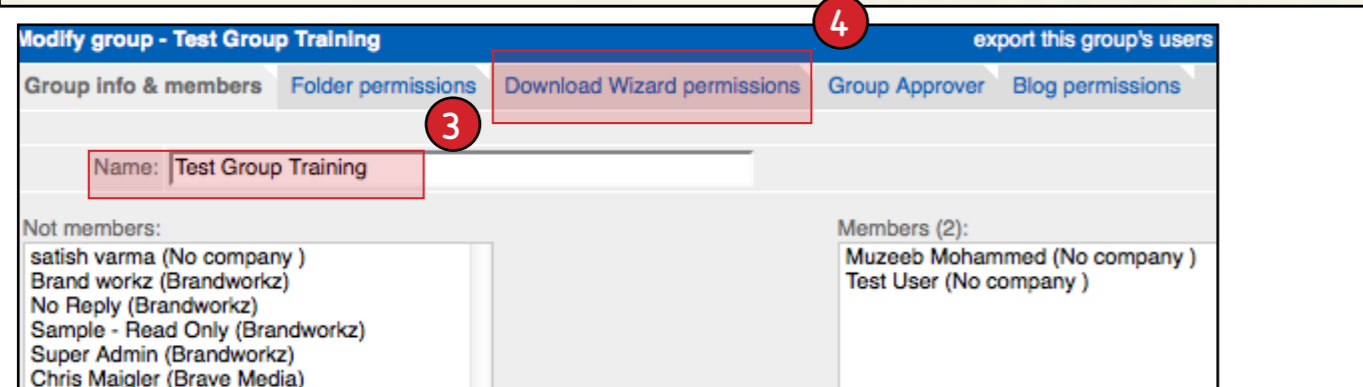 4
Modify group - Test Group Training export this group's users
Group info & members Folder permissions Download Wizard permissions Group Approver Blog permissions
3
Name: Test Group Training
Not members: Members (2):
satish varma (No company ) Muzeeb Mohammed (No company )
Brand workz (Brandworkz) Test User (No company )
No Reply (Brandworkz)
Sample - Read Only (Brandworkz)
Super Admin (Brandworkz)
Chris Maigler (Brave Media)